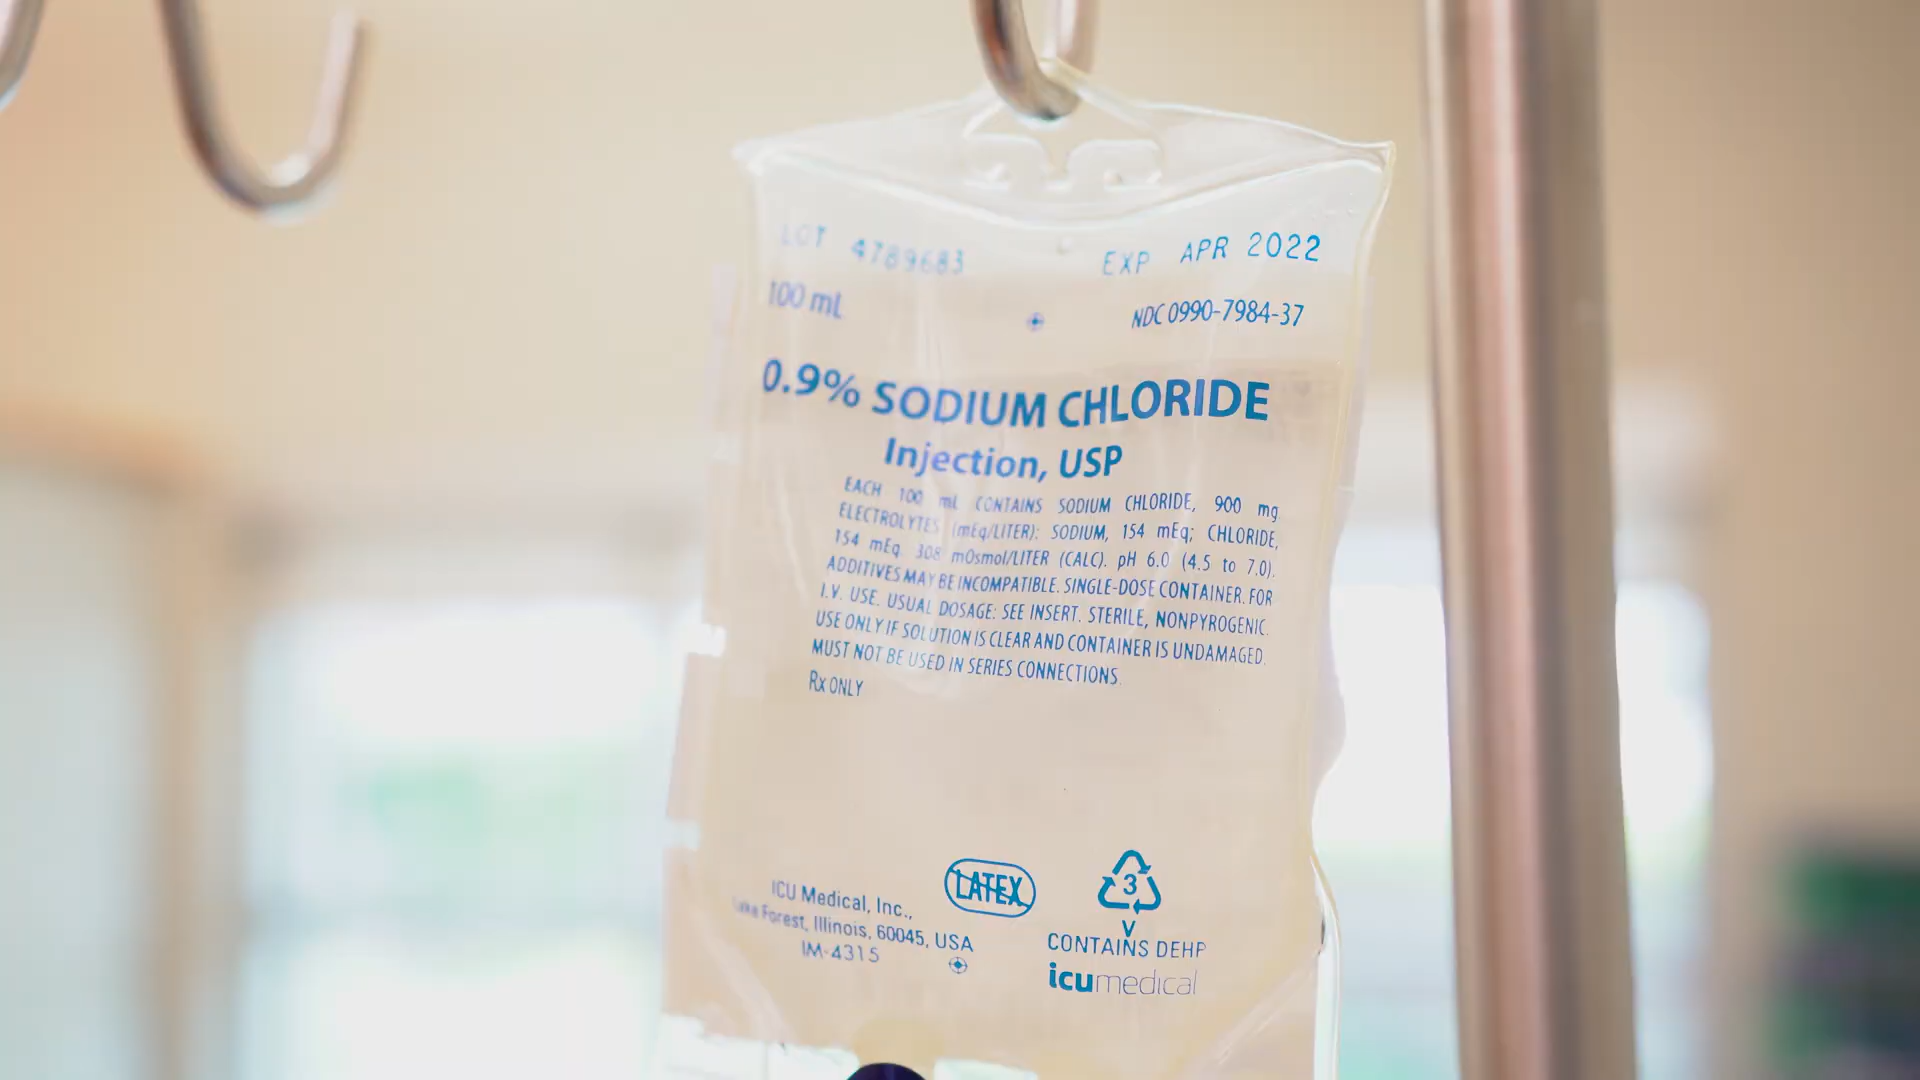 LOT 4789683 EXP APR 2022
100 mL NDC 0990-7984-37
0.9% SODIUM CHLORIDE
Injection, USP
EACH 100 mL CONTAINS SODIUM CHLORIDE, 900 mg.
ELECTROLYTES (mEq/LITER): SODIUM, 154 mEq; CHLORIDE,
154 mEq. 308 mOsmol/LITER (CALC). pH 6.0 (4.5 to 7.0).
ADDITIVES MAY BE INCOMPATIBLE. SINGLE-DOSE CONTAINER. FOR
I.V. USE. USUAL DOSAGE: SEE INSERT. STERILE, NONPYROGENIC.
USE ONLY IF SOLUTION IS CLEAR AND CONTAINER IS UNDAMAGED.
MUST NOT BE USED IN SERIES CONNECTIONS.
Rx ONLY
LATEX
3
V
CONTAINS DEHP
icumedical
ICU Medical, Inc.,
Lake Forest, Illinois, 60045, USA
IM-4315